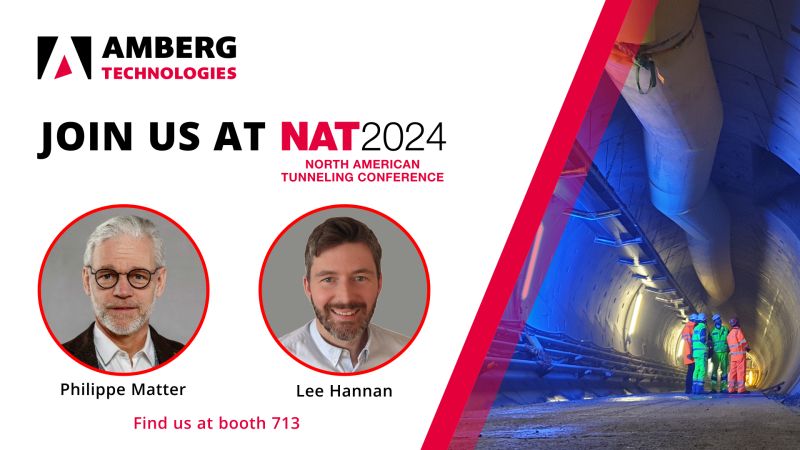 AMBERG
TECHNOLOGIES
JOIN US AT NAT2024
NORTH AMERICAN
TUNNELING CONFERENCE
Philippe Matter
Lee Hannan
Find us at booth 713